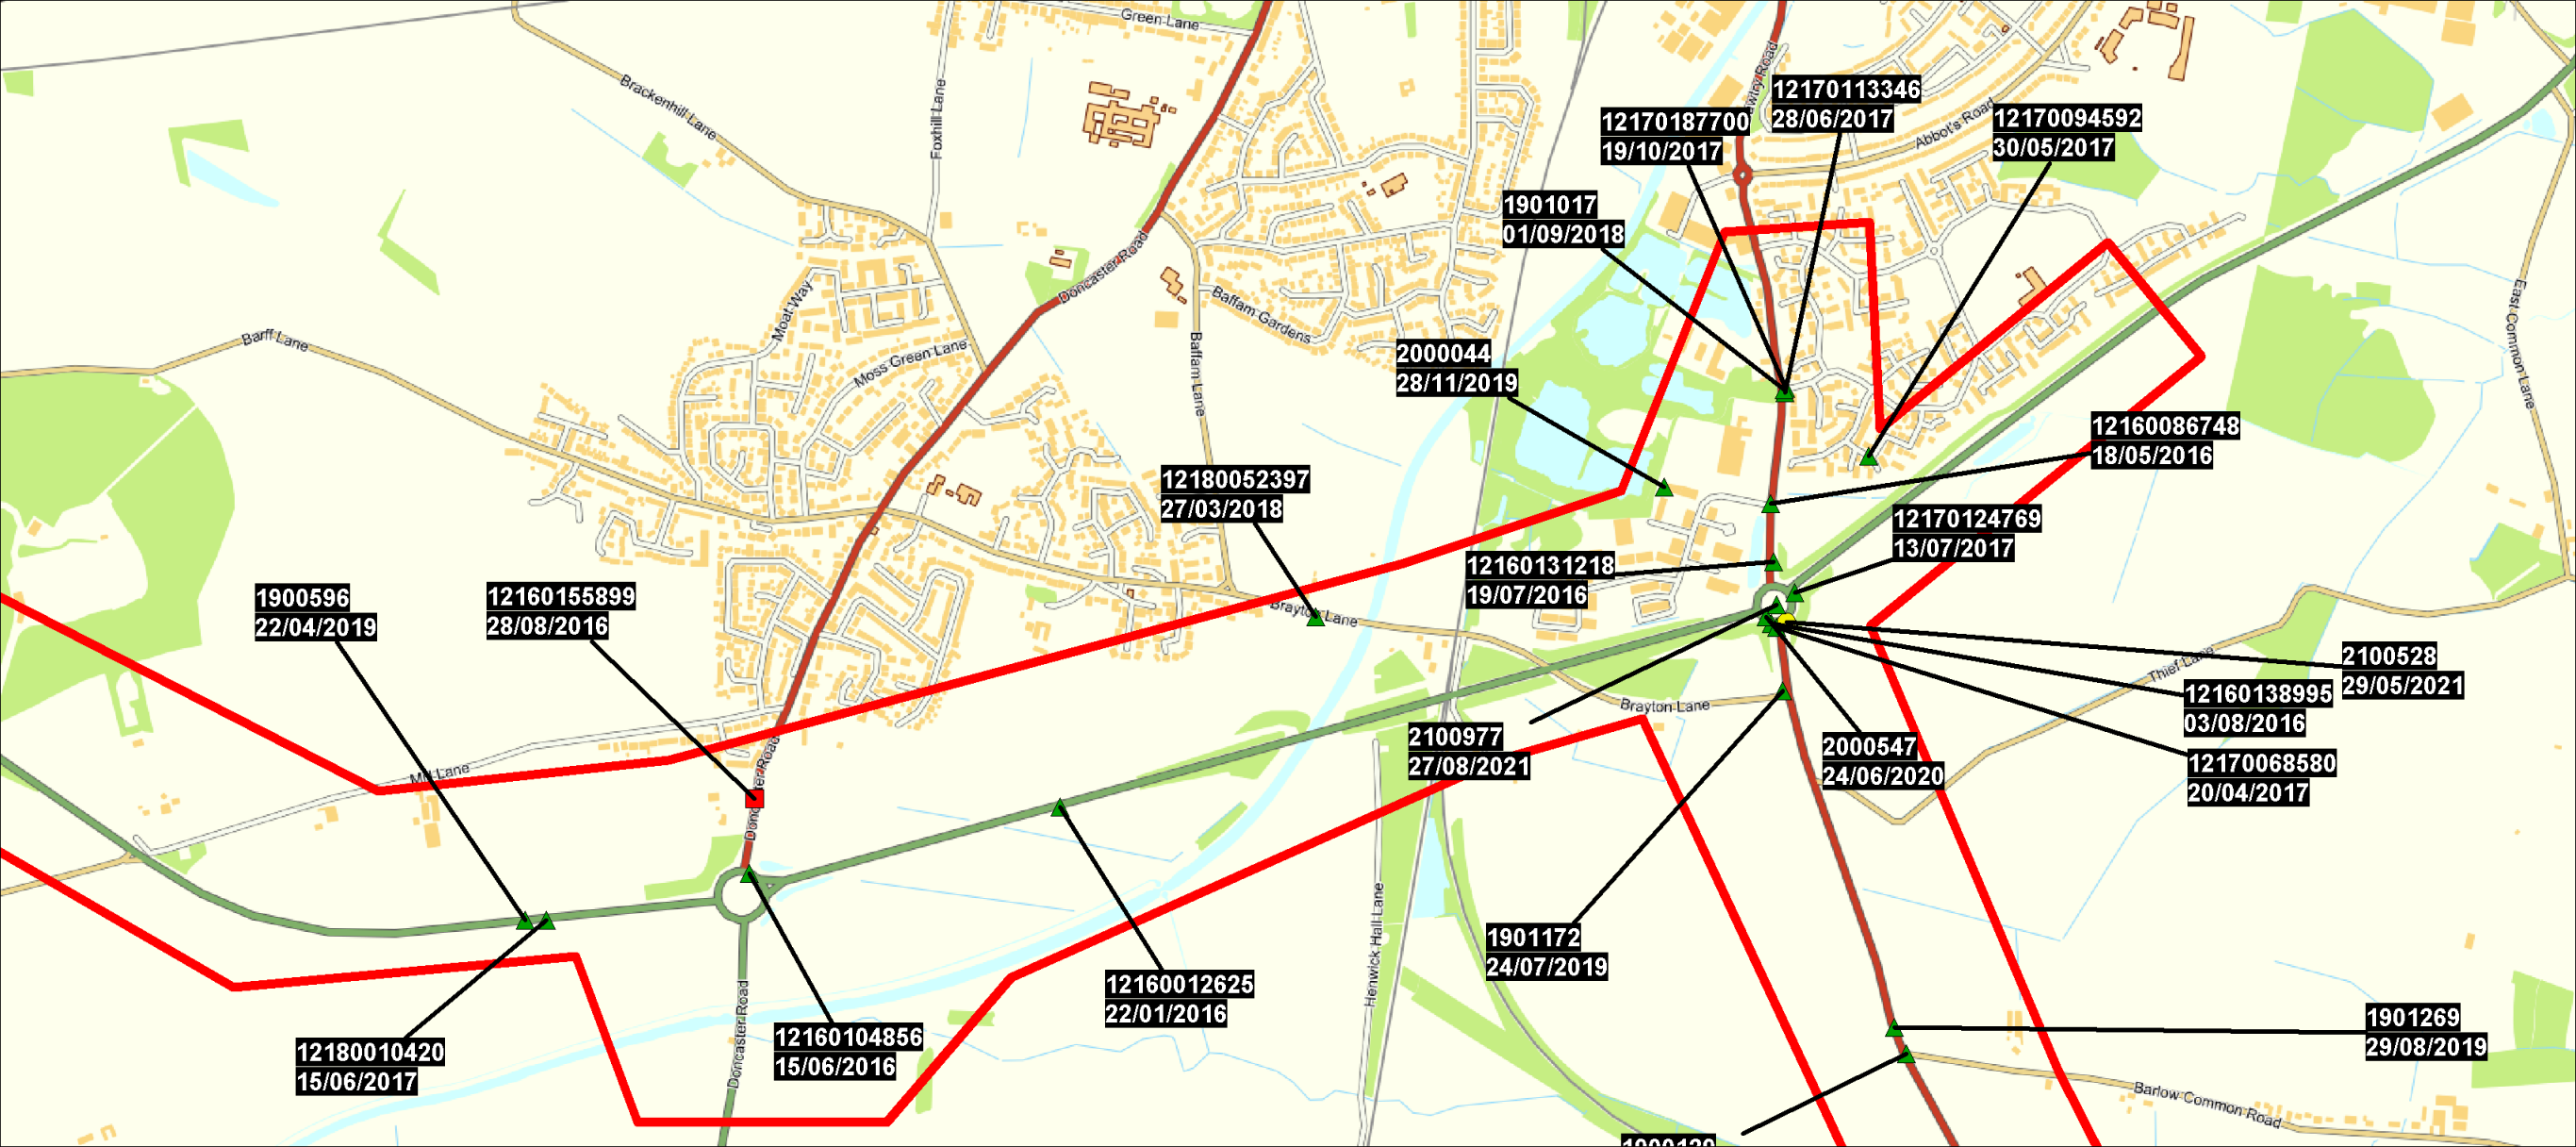 Green Lane
Brackenhill Lane
Foxhill Lane
Abbot's Road
12170113346
28/06/2017
12170187700
19/10/2017
12170094592
30/05/2017
1901017
01/09/2018
Doncaster Road
Moat Way
Baffam Gardens
East Common Lane
Barff Lane
Moss Green Lane
Baffam Lane
2000044
28/11/2019
12160086748
18/05/2016
12180052397
27/03/2018
12170124769
13/07/2017
12160131218
19/07/2016
1900596
22/04/2019
12160155899
28/08/2016
Brayton Lane
Thief Lane
2100528
29/05/2021
12160138995
03/08/2016
Brayton Lane
2100977
27/08/2021
2000547
24/06/2020
12170068580
20/04/2017
Mill Lane
Doncaster Road
Henwick Hall Lane
1901172
24/07/2019
12160012625
22/01/2016
Doncaster Road
12160104856
15/06/2016
12180010420
15/06/2017
1901269
29/08/2019
Barlow Common Road